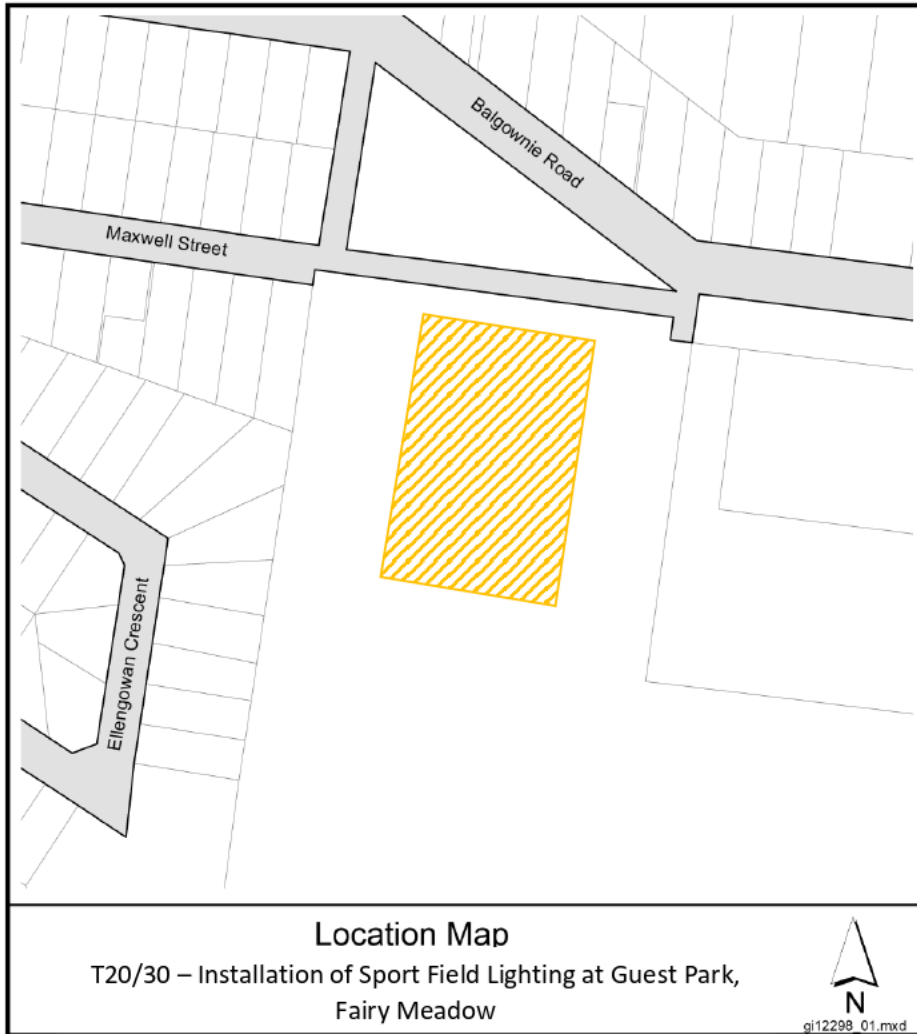 Balgownie Road
Maxwell Street
Ellengowan Crescent
Location Map
T20/30 – Installation of Sport Field Lighting at Guest Park,
Fairy Meadow
N
gi12298_01.mxd